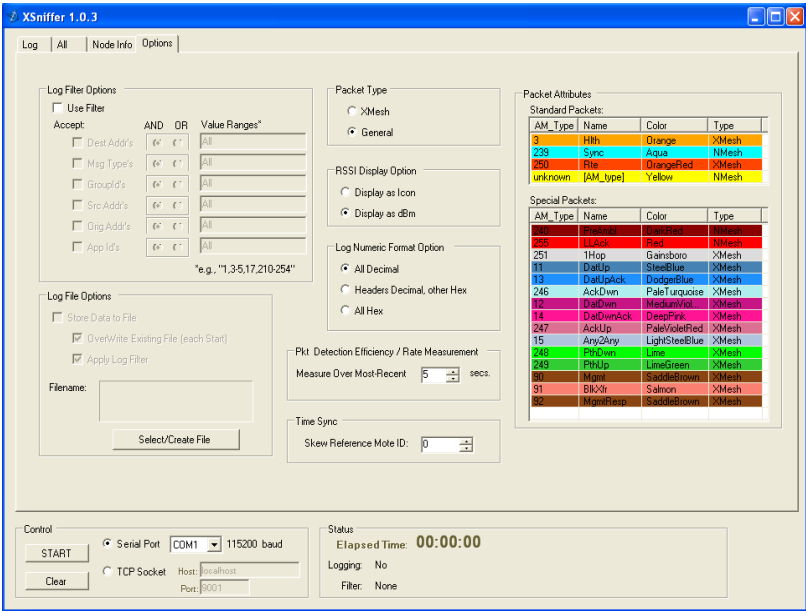 XSniffer 1.0.3
Log All Node Info Options
Log Filter Options
Use Filter
Accept: AND OR Value Ranges*
Dest Addr's All
Msg Type's All
GroupId's All
Src Addr's All
Orig Addr's All
App Id's All
*e.g., "1,3-5,17,210-254"
Log File Options
Store Data to File
OverWrite Existing File (each Start)
Apply Log Filter
Filename:
Select/Create File
Packet Type
XMesh
General
RSSI Display Option
Display as Icon
Display as dBm
Log Numeric Format Option
All Decimal
Headers Decimal, other Hex
All Hex
Pkt Detection Efficiency / Rate Measurement
Measure Over Most-Recent 5 secs.
Time Sync
Skew Reference Mote ID: 0
Packet Attributes
Standard Packets:
AM_Type Name Color Type
3 Hlth Orange XMesh
239 Sync Aqua NMesh
250 Rte OrangeRed XMesh
unknown [AM_type] Yellow NMesh
Special Packets:
AM_Type Name Color Type
240 PreAmbl DarkRed NMesh
255 LLAck Red NMesh
251 1Hop Gainsboro XMesh
11 DatUp SteelBlue XMesh
13 DatUpAck DodgerBlue XMesh
246 AckDwn PaleTurquoise XMesh
12 DatDwn MediumViol... XMesh
14 DatDwnAck DeepPink XMesh
247 AckUp PaleVioletRed XMesh
15 Any2Any LightSteelBlue XMesh
248 PthDwn Lime XMesh
249 PthUp LimeGreen XMesh
90 Mgmt SaddleBrown XMesh
91 BlkXfr Salmon XMesh
92 MgmtResp SaddleBrown XMesh
Control
START
Clear
Serial Port COM1 115200 baud
TCP Socket Host: localhost
Port: 9001
Status
Elapsed Time: 00:00:00
Logging: No
Filter: None